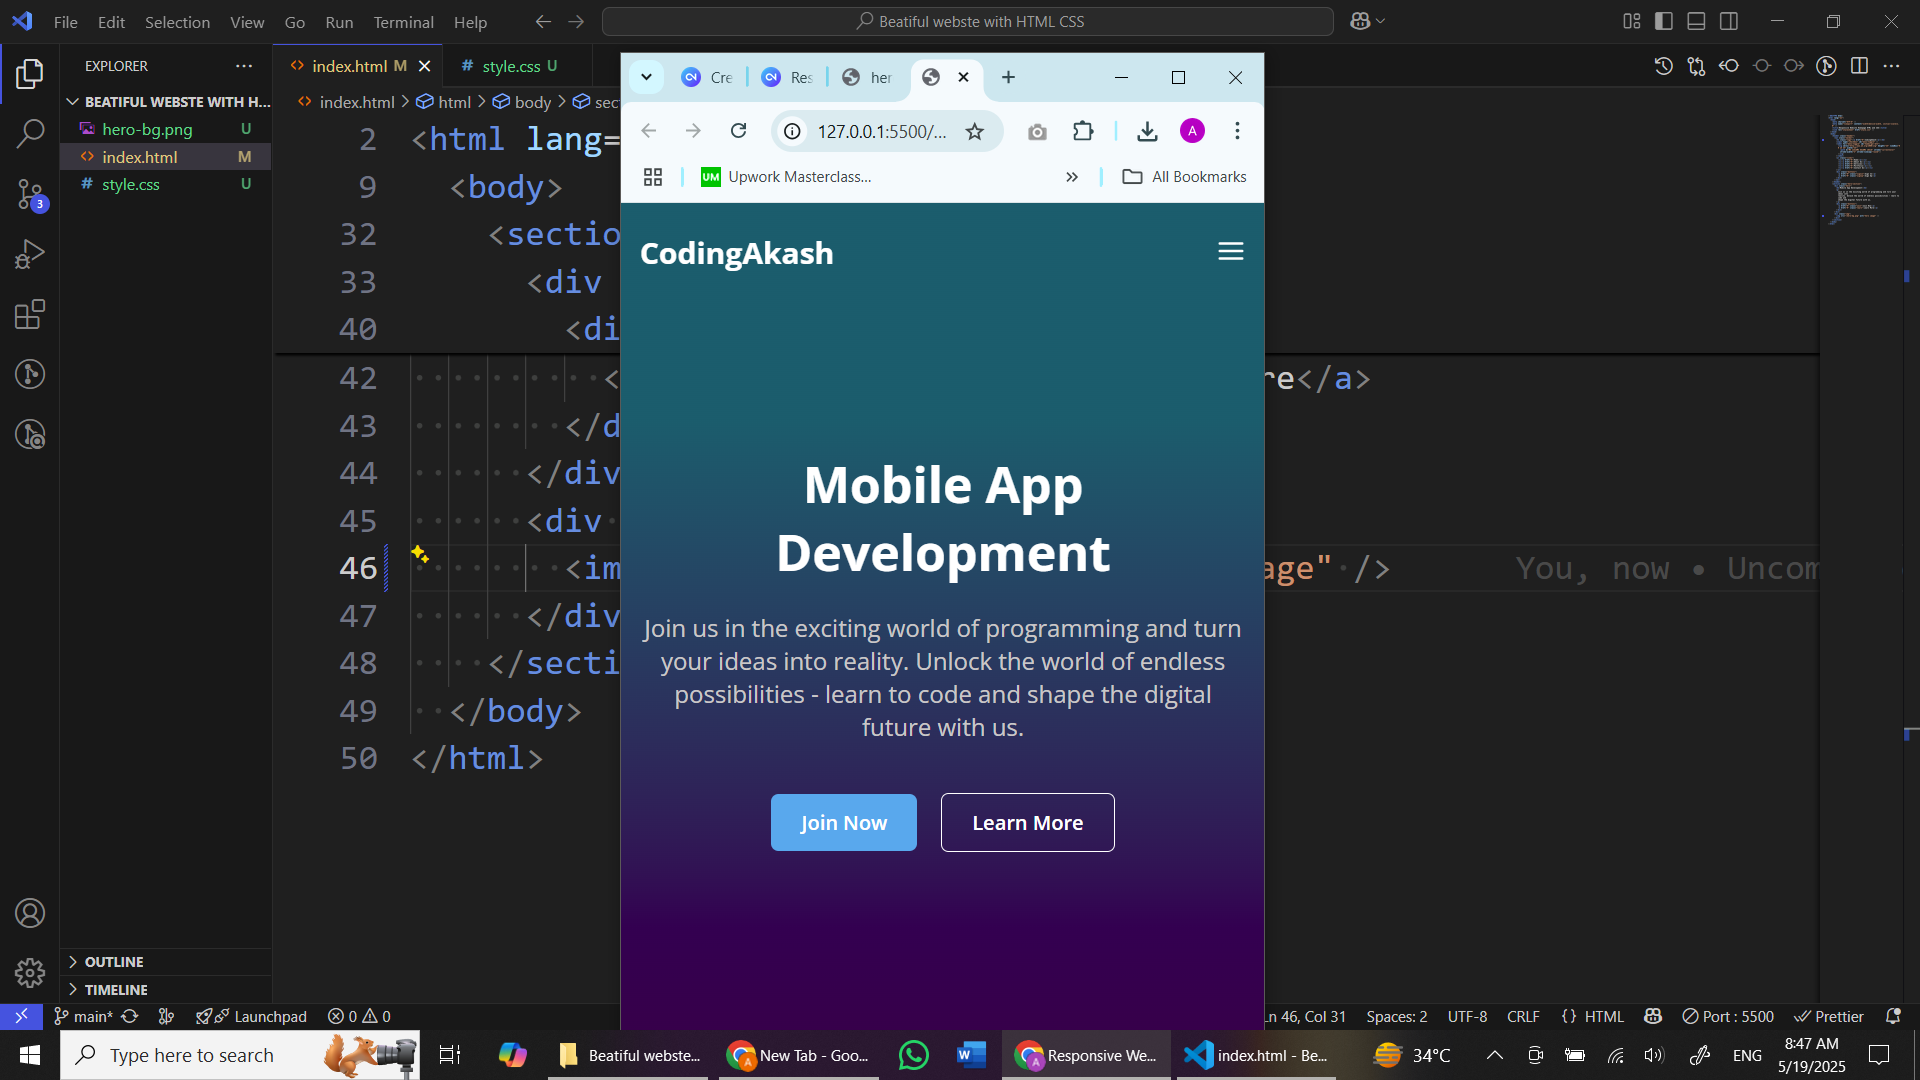 File Edit Selection View Go Run Terminal Help
Beatiful webste with HTML CSS
EXPLORER
BEATIFUL WEBSTE WITH H...
hero-bg.png U
index.html M
style.css U
3
OUTLINE
TIMELINE
index.html M
style.css U
index.html > html > body > sec
2 <html lang=
9 <body>
32 <sectio
33 <div
40 <di
42 < re</a>
43 </d
44 </div
45 <div
46 <im age" /> You, now • Uncom
47 </div
48 </secti
49 </body>
50 </html>
Cre
Res
her
127.0.0.1:5500/...
A
UM Upwork Masterclass...
All Bookmarks
CodingAkash
Mobile App
Development
Join us in the exciting world of programming and turn
your ideas into reality. Unlock the world of endless
possibilities - learn to code and shape the digital
future with us.
Join Now
Learn More
main*
Launchpad
0 0
Ln 46, Col 31
Spaces: 2
UTF-8
CRLF
{} HTML
Port : 5500
Prettier
Type here to search
Beatiful webste...
A New Tab - Goo...
W
A Responsive We...
index.html - Be...
34°C
ENG
8:47 AM
5/19/2025